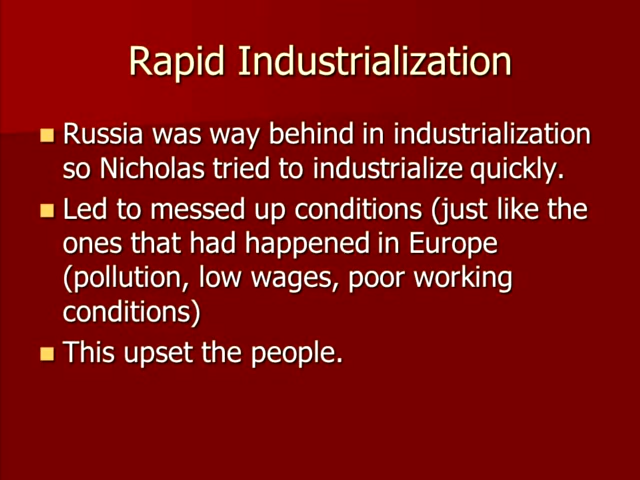 Rapid Industrialization
■ Russia was way behind in industrialization
so Nicholas tried to industrialize quickly.
■ Led to messed up conditions (just like the
ones that had happened in Europe
(pollution, low wages, poor working
conditions)
■ This upset the people.